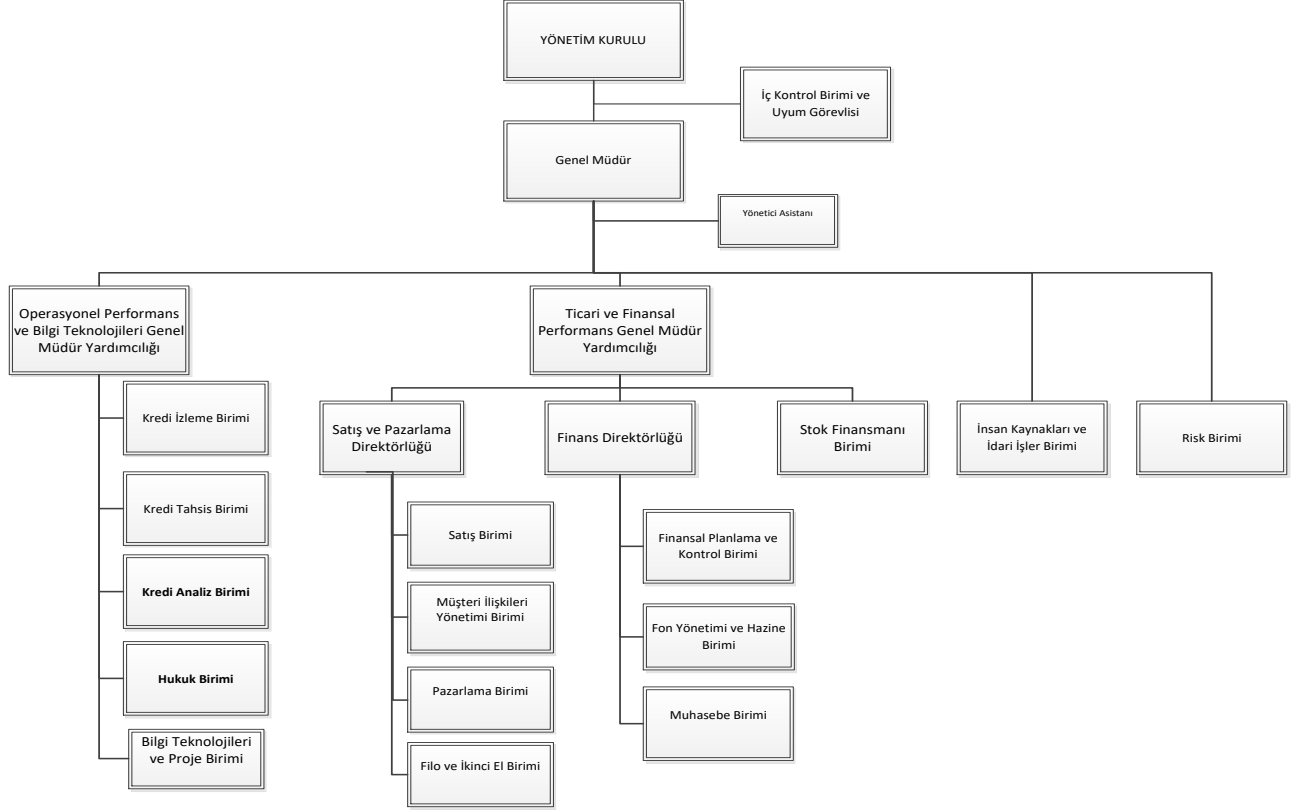 YÖNETİM KURULU
İç Kontrol Birimi ve
Uyum Görevlisi
Genel Müdür
Yönetici Asistanı
Operasyonel Performans
ve Bilgi Teknolojileri Genel
Müdür Yardımcılığı
Ticari ve Finansal
Performans Genel Müdür
Yardımcılığı
Kredi İzleme Birimi
Kredi Tahsis Birimi
Kredi Analiz Birimi
Hukuk Birimi
Bilgi Teknolojileri
ve Proje Birimi
Satış ve Pazarlama
Direktörlüğü
Satış Birimi
Müşteri İlişkileri
Yönetimi Birimi
Pazarlama Birimi
Filo ve İkinci El Birimi
Finans Direktörlüğü
Finansal Planlama ve
Kontrol Birimi
Fon Yönetimi ve Hazine
Birimi
Muhasebe Birimi
Stok Finansmanı
Birimi
İnsan Kaynakları ve
İdari İşler Birimi
Risk Birimi